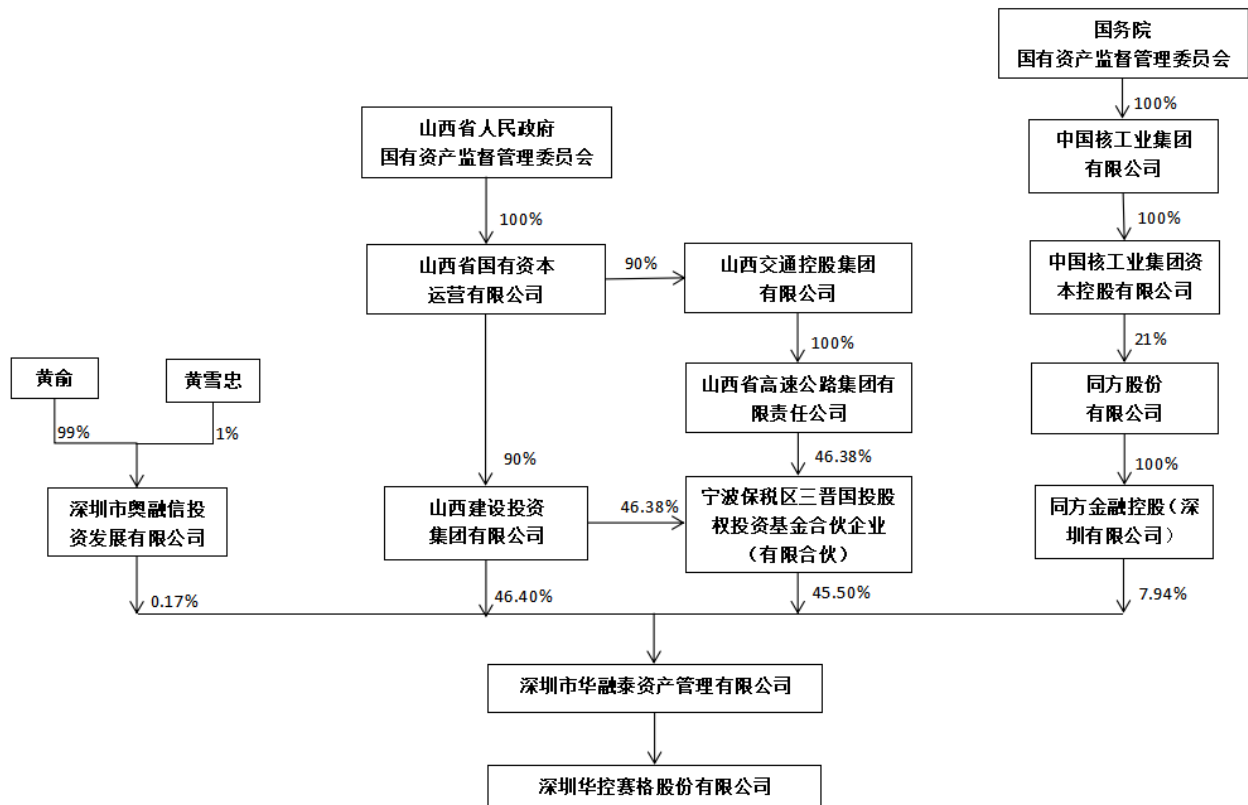 国务院
国有资产监督管理委员会
100%
山西省人民政府
国有资产监督管理委员会
中国核工业集团
有限公司
100%
100%
山西省国有资本
运营有限公司
90%
山西交通控股集团
有限公司
中国核工业集团资
本控股有限公司
100%
21%
黄俞
黄雪忠
山西省高速公路集团有
限责任公司
同方股份
有限公司
99%
1%
90%
46.38%
100%
深圳市奥融信投
资发展有限公司
山西建设投资
集团有限公司
46.38%
宁波保税区三晋国投股
权投资基金合伙企业
（有限合伙）
同方金融控股（深
圳有限公司）
0.17%
46.40%
45.50%
7.94%
深圳市华融泰资产管理有限公司
深圳华控赛格股份有限公司